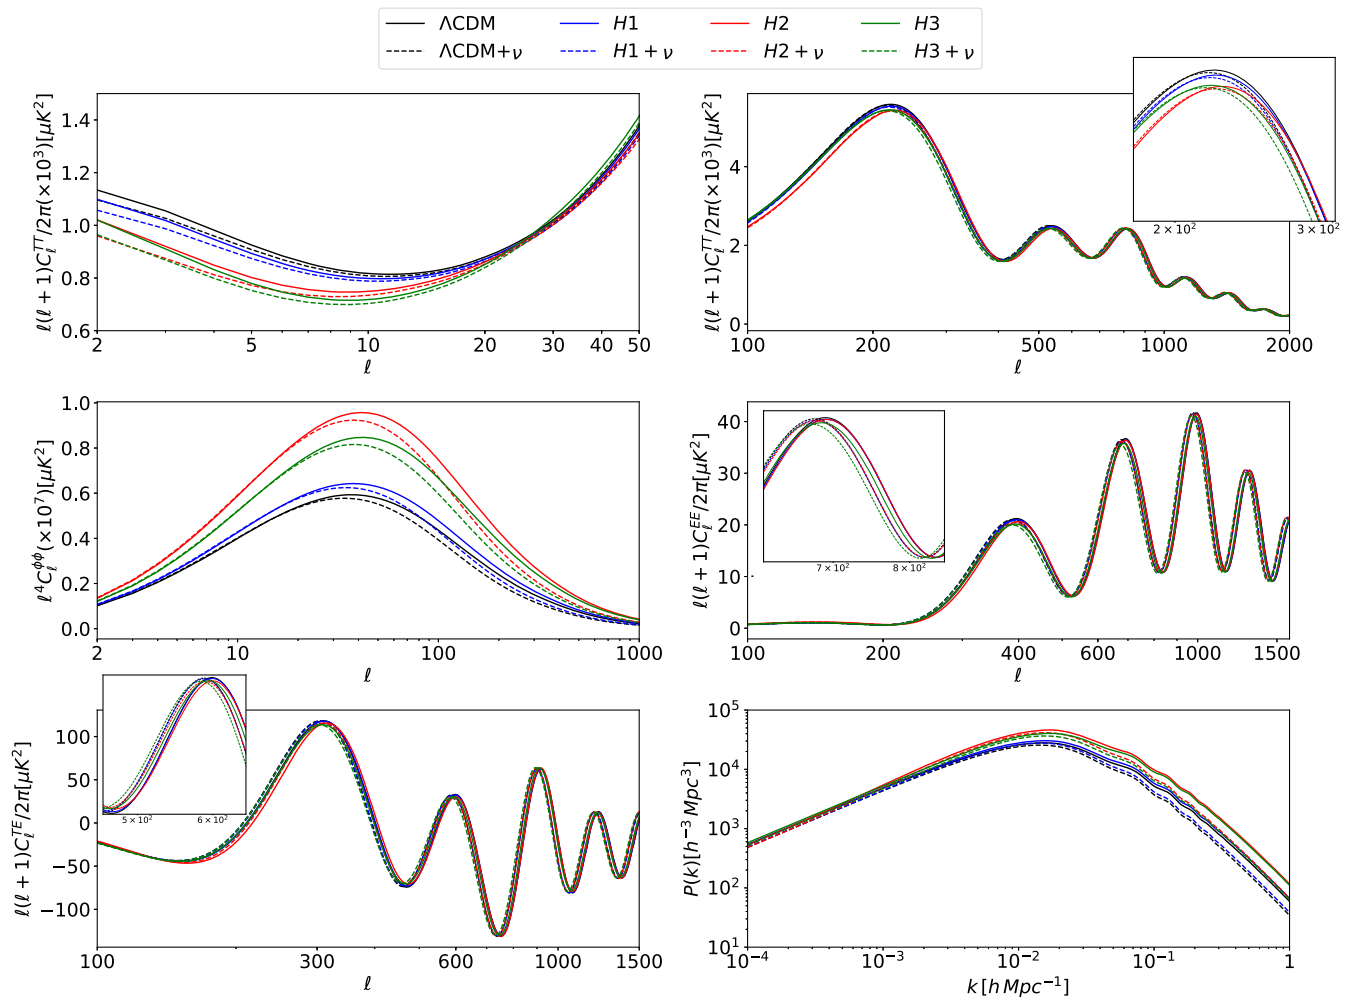 ΛCDM H1 H2 H3
ΛCDM+ν H1 + ν H2 + ν H3 + ν
ℓ(ℓ + 1)C_ℓ^{TT}/2π(×10³)[μK²]
1.4
1.2
1.0
0.8
0.6
2 5 10 20 30 40 50
ℓ
ℓ(ℓ + 1)C_ℓ^{TT}/2π(×10³)[μK²]
4
2
0
100 200 400 1000 2000
ℓ
2 × 10² 3 × 10²
ℓ⁴C_ℓ^{ϕϕ}(×10⁷)[μK²]
1.0
0.8
0.6
0.4
0.2
0.0
2 10 100 1000
ℓ
ℓ(ℓ + 1)C_ℓ^{EE}/2π[μK²]
40
30
20
10
0
100 200 400 600 1000 1500
ℓ
7 × 10² 8 × 10²
ℓ(ℓ + 1)C_ℓ^{TE}/2π[μK²]
100
50
0
−50
−100
100 300 600 1000 1500
ℓ
5 × 10² 6 × 10²
P(k)[h⁻³ Mpc³]
10⁵
10⁴
10³
10²
10¹
10⁻⁴ 10⁻³ 10⁻² 10⁻¹ 1
k [h Mpc⁻¹]